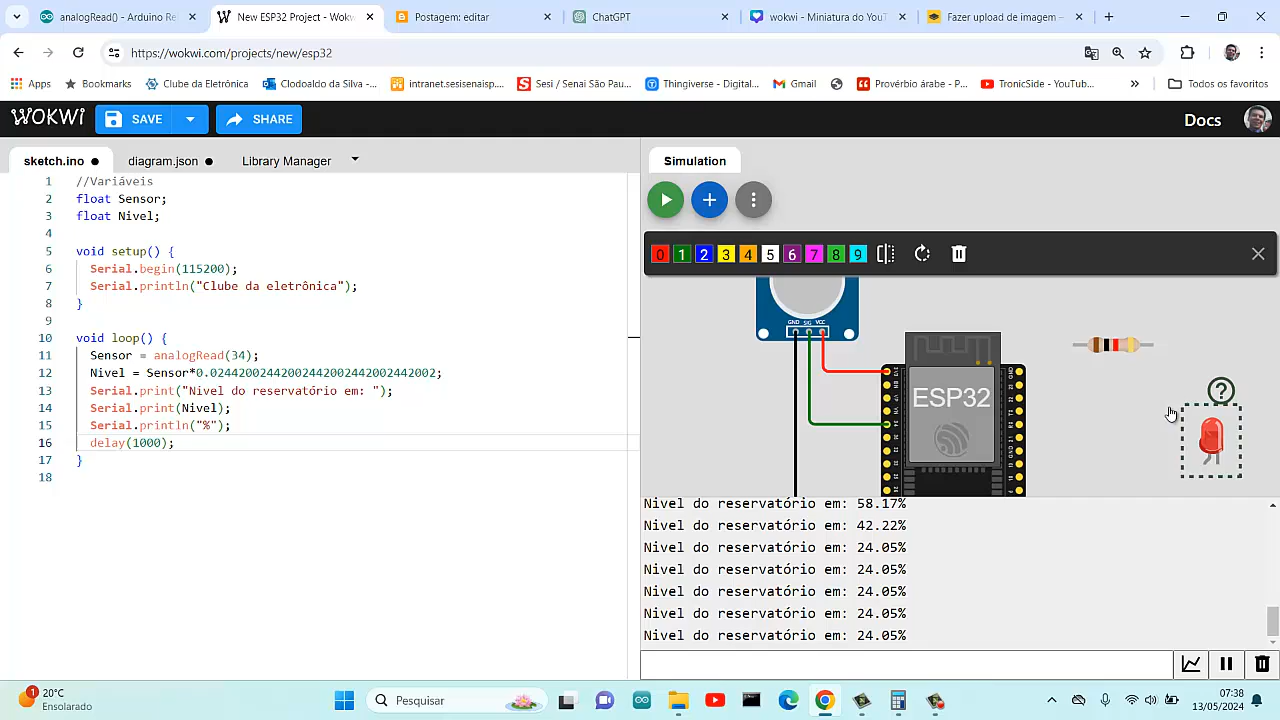 analogRead() - Arduino Re
New ESP32 Project - Wokw
Postagem: editar
ChatGPT
wokwi - Miniatura do YouT
Fazer upload de imagem –
https://wokwi.com/projects/new/esp32
Apps
Bookmarks
Clube da Eletrônica
Clodoaldo da Silva -...
intranet.sesisenaisp...
Sesi / Senai São Pau...
Thingiverse - Digital...
Gmail
Provérbio árabe - P...
TronicSide - YouTub...
»
Todos os favoritos
WOKWi
SAVE
SHARE
Docs
sketch.ino
diagram.json
Library Manager
Simulation
1 //Variáveis
2 float Sensor;
3 float Nivel;
4
5 void setup() {
6 Serial.begin(115200);
7 Serial.println("Clube da eletrônica");
8 }
9
10 void loop() {
11 Sensor = analogRead(34);
12 Nivel = Sensor*0.02442002442002442002442002442002;
13 Serial.print("Nivel do reservatório em: ");
14 Serial.print(Nivel);
15 Serial.println("%");
16 delay(1000);
17 }
18
0 1 2 3 4 5 6 7 8 9
GND SIG VCC
ESP32
?
Nivel do reservatório em: 58.17%
Nivel do reservatório em: 42.22%
Nivel do reservatório em: 24.05%
Nivel do reservatório em: 24.05%
Nivel do reservatório em: 24.05%
Nivel do reservatório em: 24.05%
Nivel do reservatório em: 24.05%
1
20°C
Ensolarado
Pesquisar
07:38
13/05/2024